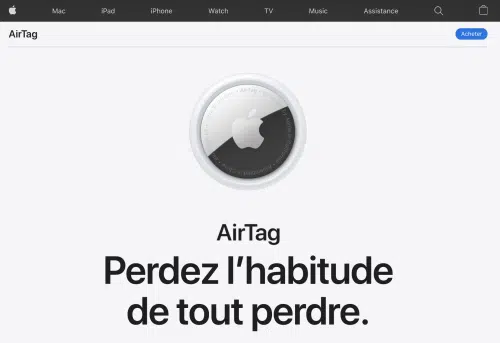 Mac iPad iPhone Watch TV Music Assistance
AirTag Acheter
AirTag
Perdez l’habitude
de tout perdre.